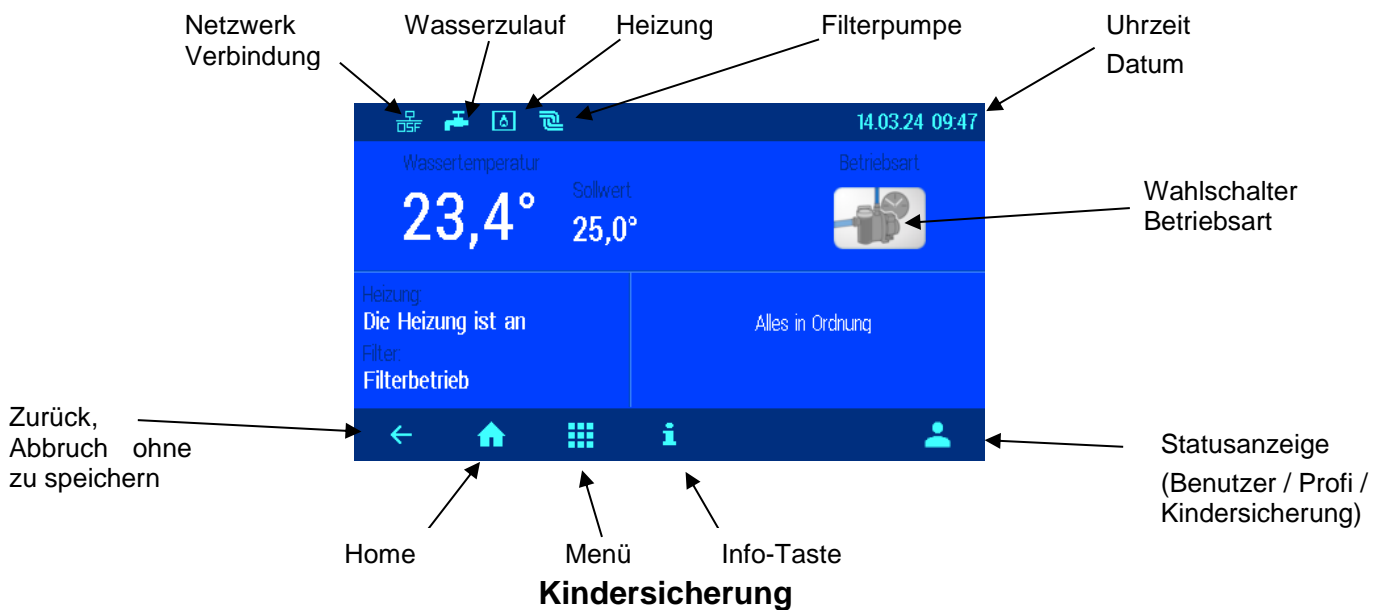 Netzwerk
Verbindung
Wasserzulauf
Heizung
Filterpumpe
Uhrzeit
Datum
OSF
14.03.24 09:47
Wassertemperatur
23,4°
Sollwert
25,0°
Betriebsart
Wahlschalter
Betriebsart
Heizung:
Die Heizung ist an
Filter:
Filterbetrieb
Alles in Ordnung
Zurück,
Abbruch ohne
zu speichern
Statusanzeige
(Benutzer / Profi /
Kindersicherung)
Home
Menü
Info-Taste
Kindersicherung